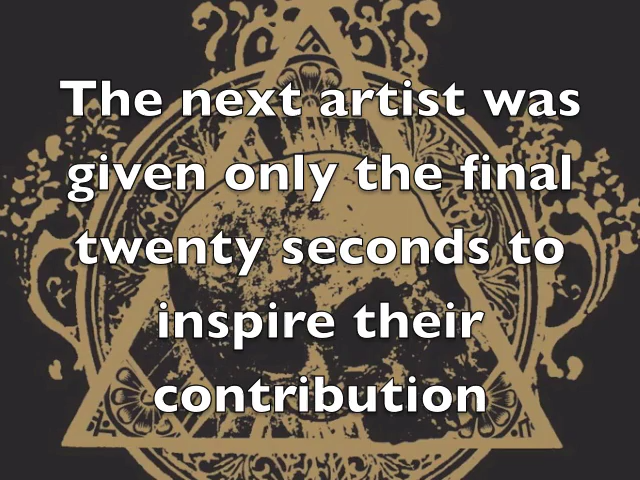 The next artist was
given only the final
twenty seconds to
inspire their
contribution